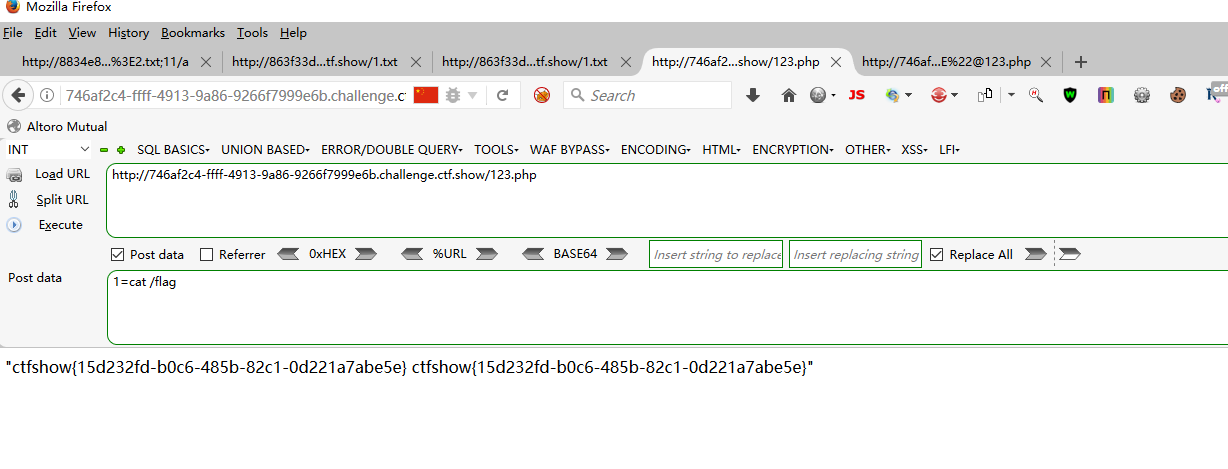 Mozilla Firefox
File Edit View History Bookmarks Tools Help
http://8834e8...%3E2.txt;11/a http://863f33d...tf.show/1.txt http://863f33d...tf.show/1.txt http://746af2...show/123.php http://746af...E%22@123.php
746af2c4-ffff-4913-9a86-9266f7999e6b.challenge.c Search JS off
Altoro Mutual
INT SQL BASICS UNION BASED ERROR/DOUBLE QUERY TOOLS WAF BYPASS ENCODING HTML ENCRYPTION OTHER XSS LFI
Load URL http://746af2c4-ffff-4913-9a86-9266f7999e6b.challenge.ctf.show/123.php
Split URL
Execute
Post data Referrer 0xHEX %URL BASE64 Insert string to replace Insert replacing string Replace All
Post data 1=cat /flag
"ctfshow{15d232fd-b0c6-485b-82c1-0d221a7abe5e} ctfshow{15d232fd-b0c6-485b-82c1-0d221a7abe5e}"